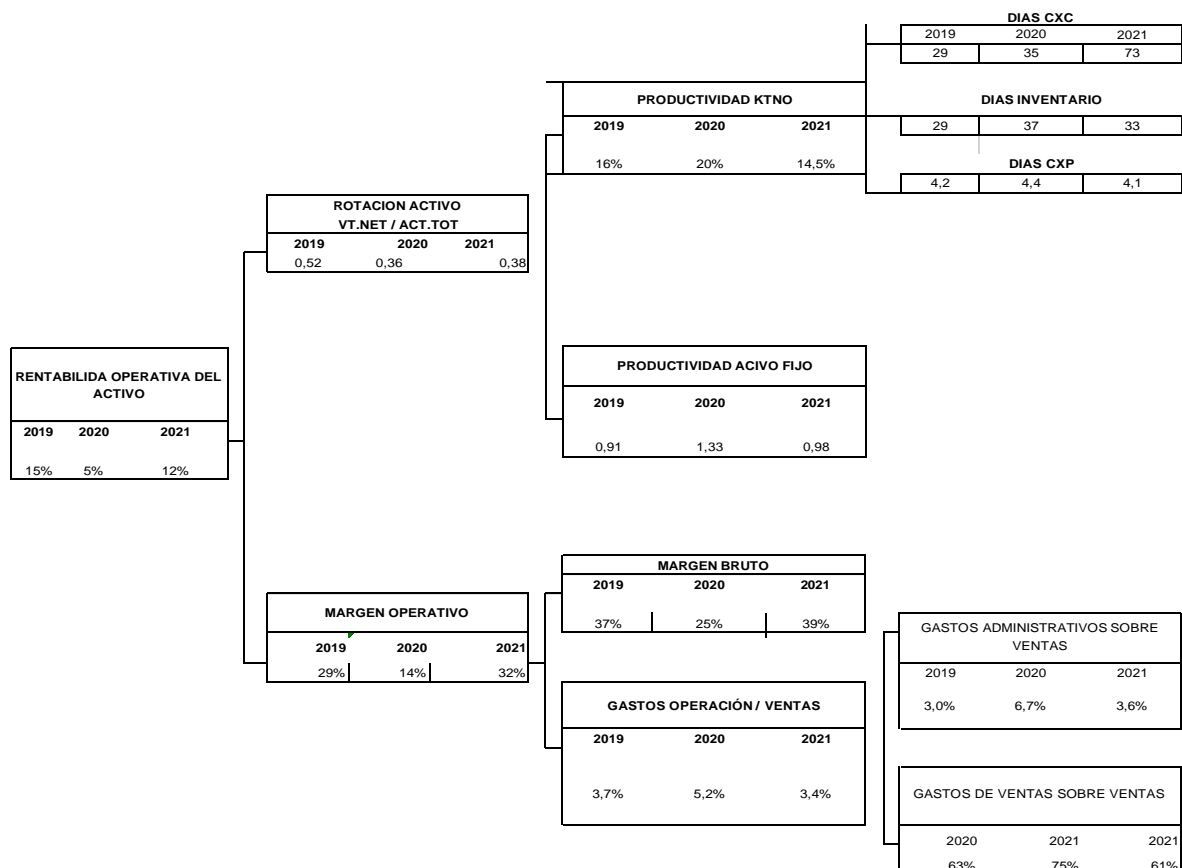 DIAS CXC
2019 2020 2021
29 35 73
PRODUCTIVIDAD KTNO
2019 2020 2021
16% 20% 14,5%
DIAS INVENTARIO
29 37 33
DIAS CXP
4,2 4,4 4,1
ROTACION ACTIVO
VT.NET / ACT.TOT
2019 2020 2021
0,52 0,36 0,38
RENTABILIDA OPERATIVA DEL
ACTIVO
2019 2020 2021
15% 5% 12%
PRODUCTIVIDAD ACIVO FIJO
2019 2020 2021
0,91 1,33 0,98
MARGEN OPERATIVO
2019 2020 2021
29% 14% 32%
MARGEN BRUTO
2019 2020 2021
37% 25% 39%
GASTOS OPERACIÓN / VENTAS
2019 2020 2021
3,7% 5,2% 3,4%
GASTOS ADMINISTRATIVOS SOBRE
VENTAS
2019 2020 2021
3,0% 6,7% 3,6%
GASTOS DE VENTAS SOBRE VENTAS
2020 2021 2021
63% 75% 61%